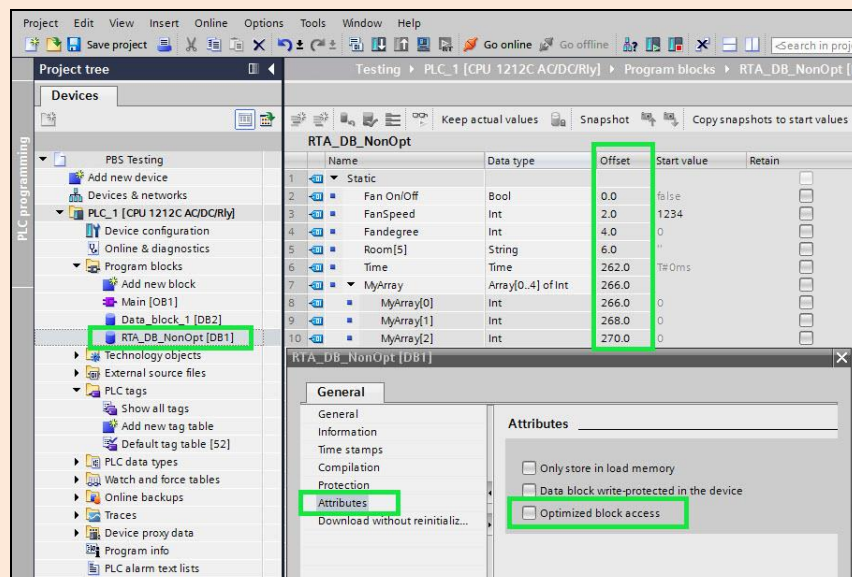 Project Edit View Insert Online Options Tools Window Help
Save project Go online Go offline <Search in proj
Project tree
Testing PLC_1 [CPU 1212C AC/DC/Rly] Program blocks RTA_DB_NonOpt [
Devices
PLC programming
Keep actual values Snapshot Copy snapshots to start values
RTA_DB_NonOpt
Name Data type Offset Start value Retain
1 Static
2 Fan On/Off Bool 0.0 false
3 FanSpeed Int 2.0 1234
4 Fandegree Int 4.0 0
5 Room[5] String 6.0 ''
6 Time Time 262.0 T#0ms
7 MyArray Array[0..4] of Int 266.0
8 MyArray[0] Int 266.0 0
9 MyArray[1] Int 268.0 0
10 MyArray[2] Int 270.0 0
PBS Testing
Add new device
Devices & networks
PLC_1 [CPU 1212C AC/DC/Rly]
Device configuration
Online & diagnostics
Program blocks
Add new block
Main [OB1]
Data_block_1 [DB2]
RTA_DB_NonOpt [DB1]
Technology objects
External source files
PLC tags
Show all tags
Add new tag table
Default tag table [52]
PLC data types
Watch and force tables
Online backups
Traces
Device proxy data
Program info
PLC alarm text lists
RTA_DB_NonOpt [DB1] X
General
General
Information
Time stamps
Compilation
Protection
Attributes
Download without reinitializ...
Attributes
Only store in load memory
Data block write-protected in the device
Optimized block access